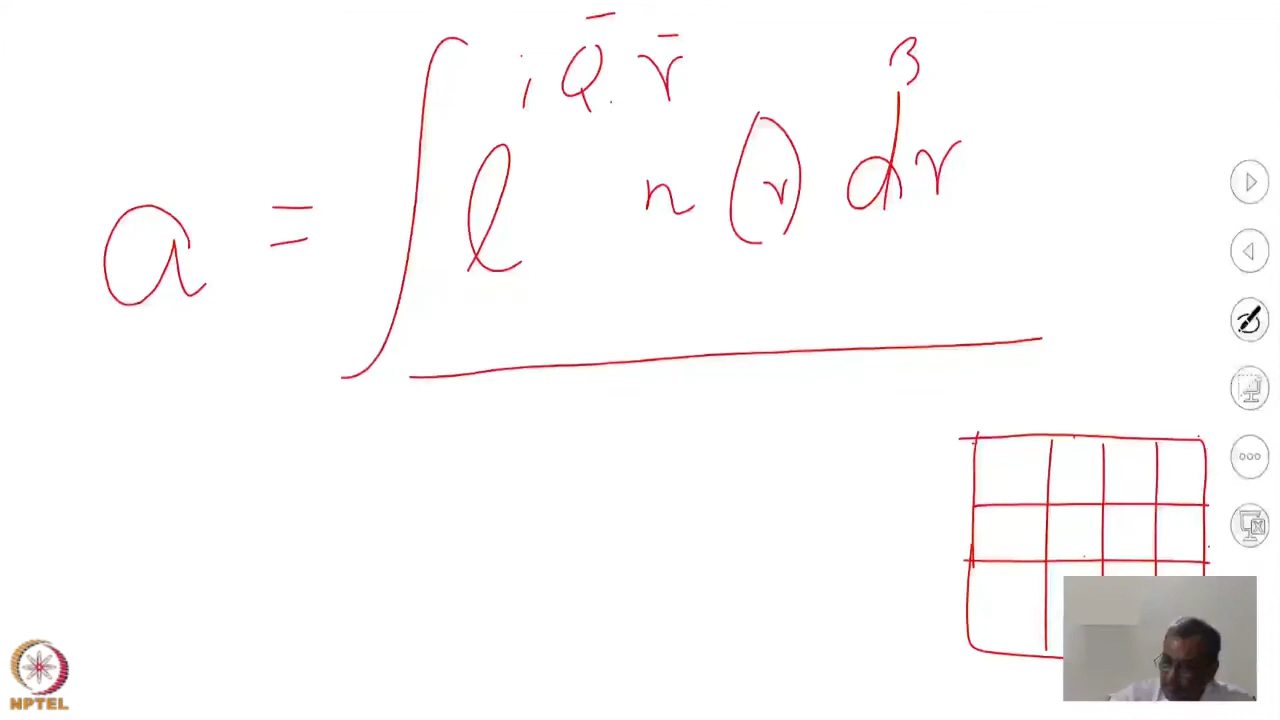 a = ∫ e^{i Q̄. r̄} n(r) d³r
NPTEL